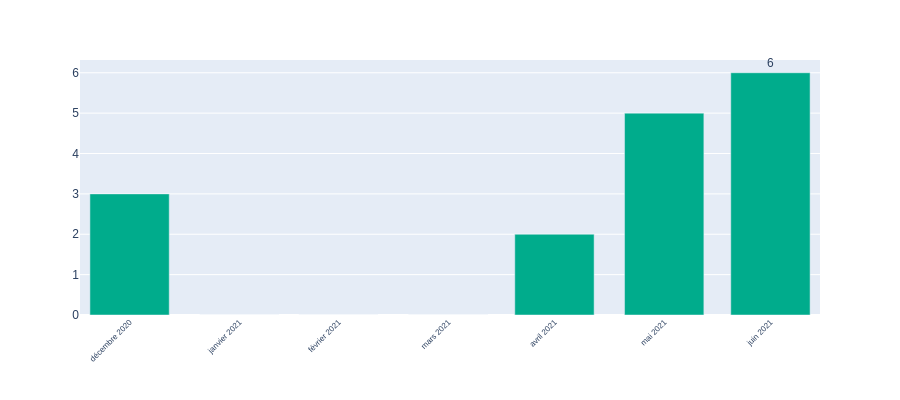 6
6
5
4
3
2
1
0
décembre 2020
janvier 2021
février 2021
mars 2021
avril 2021
mai 2021
juin 2021